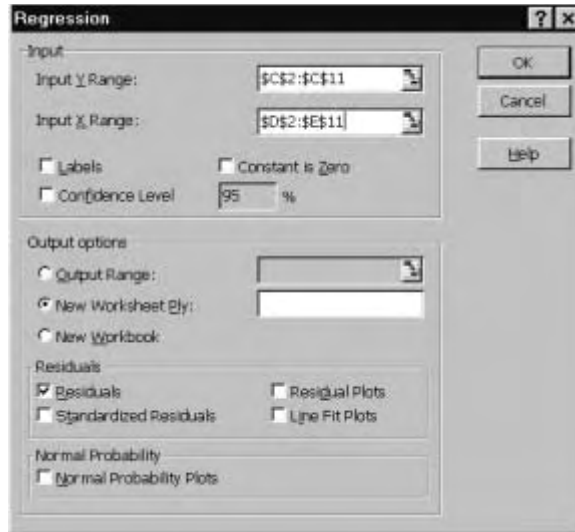 Regression
Input
Input Y Range: $C$2:$C$11
Input X Range: $D$2:$E$11
Labels Constant is Zero
Confidence Level 95 %
OK
Cancel
Help
Output options
Output Range:
New Worksheet Ply:
New Workbook
Residuals
Residuals Residual Plots
Standardized Residuals Line Fit Plots
Normal Probability
Normal Probability Plots